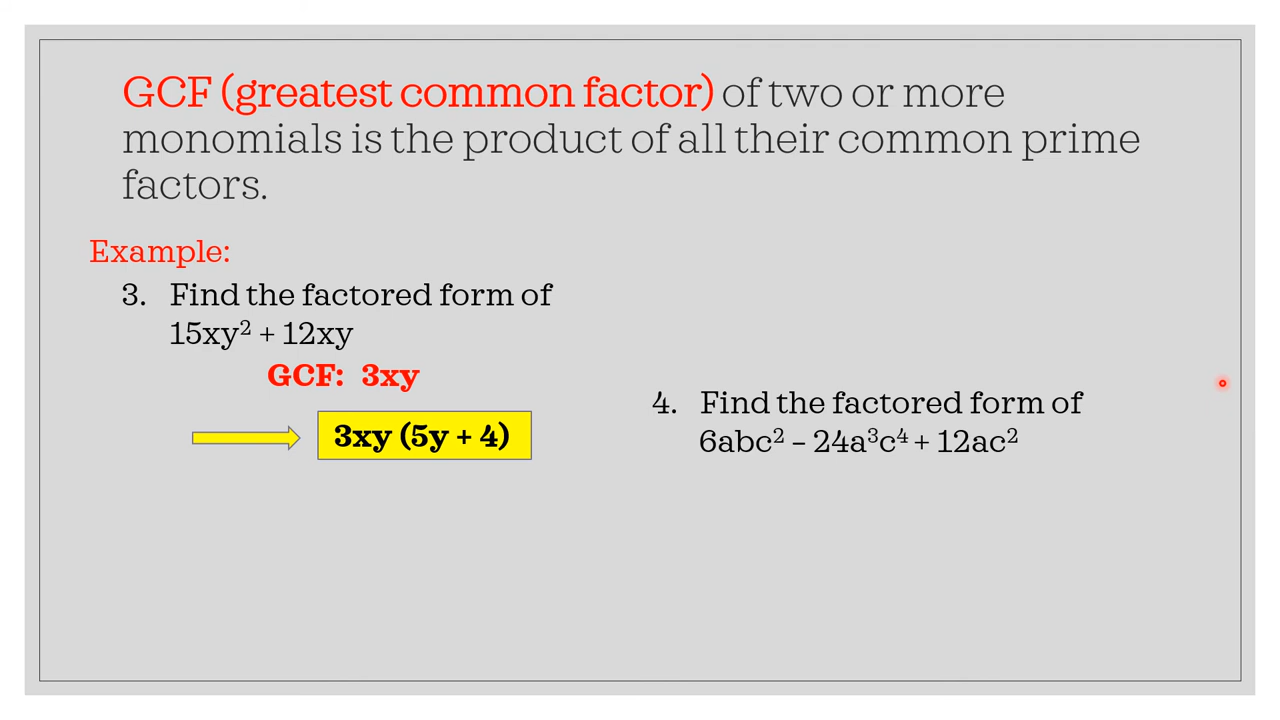 GCF (greatest common factor) of two or more
monomials is the product of all their common prime
factors.
Example:
3. Find the factored form of
15xy² + 12xy
GCF: 3xy
3xy (5y + 4)
4. Find the factored form of
6abc² – 24a³c⁴ + 12ac²